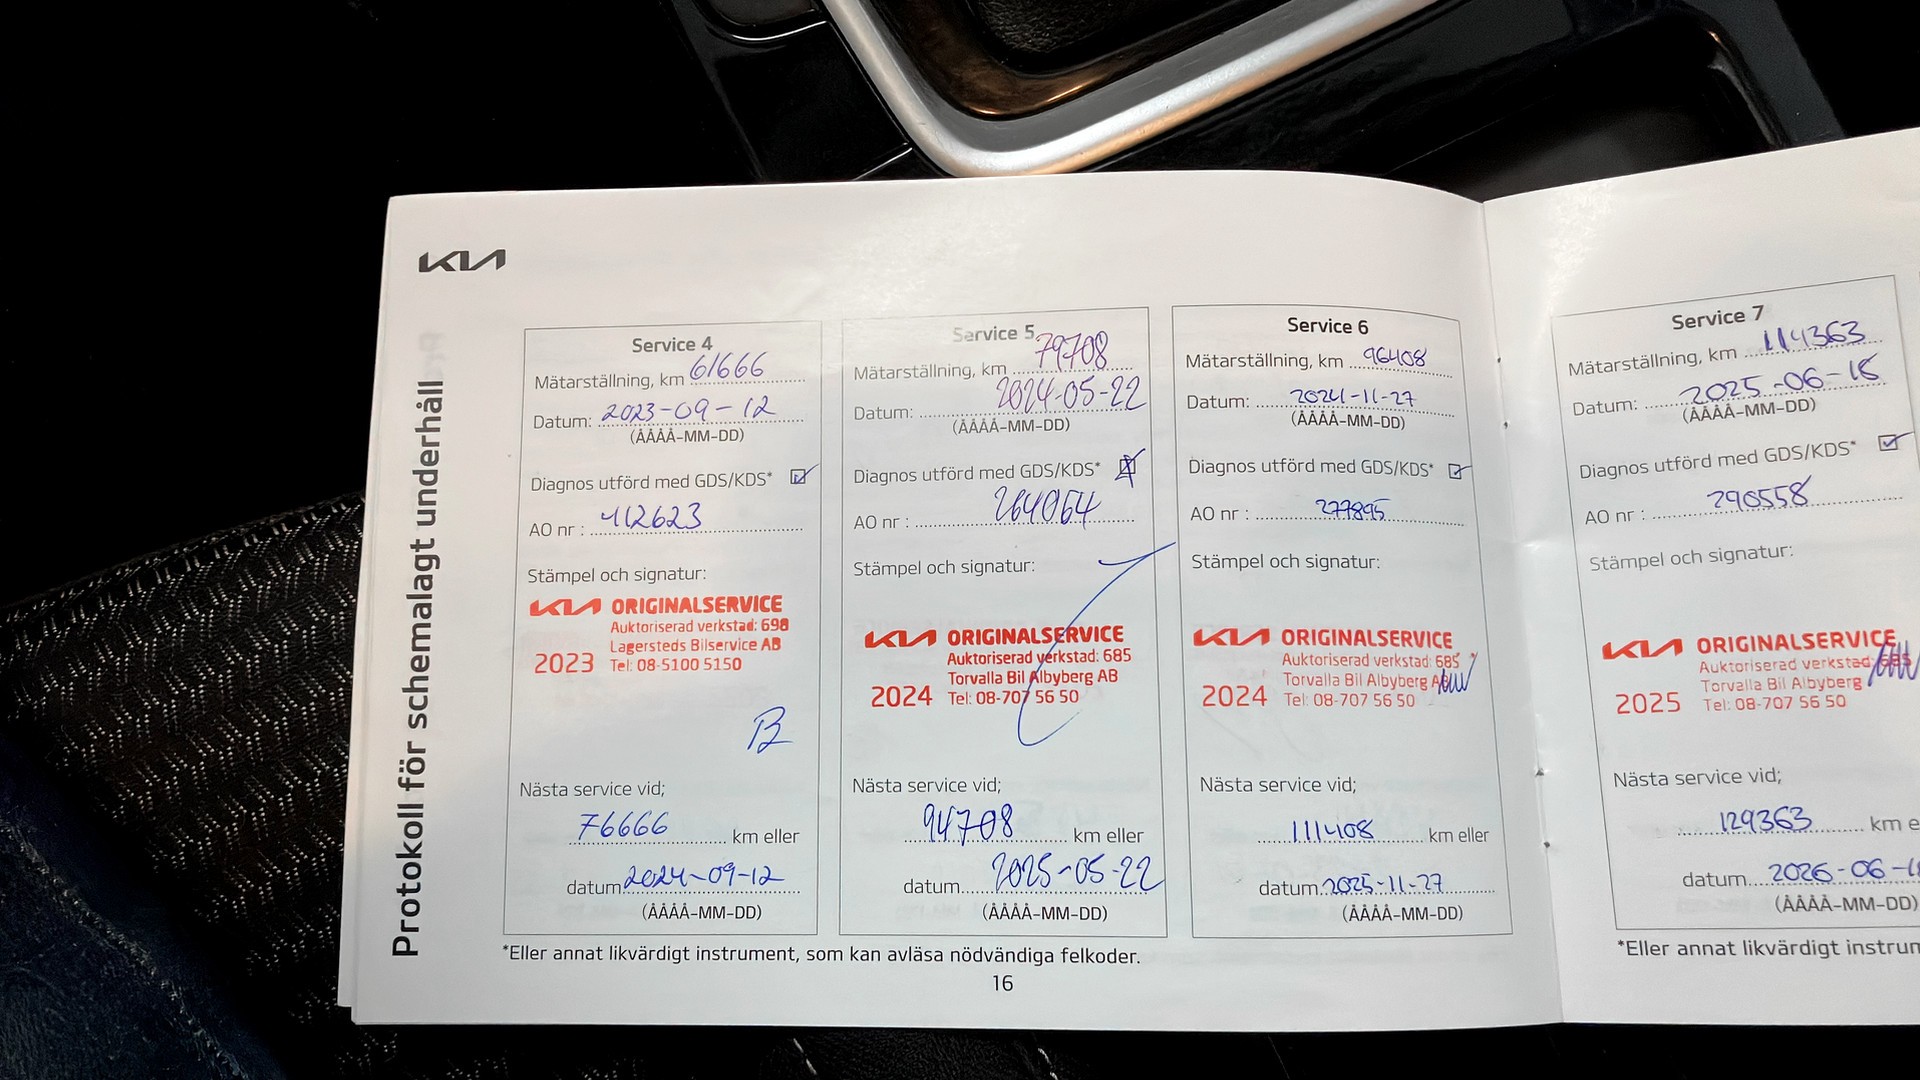 KIA
Protokoll för schemalagt underhåll
Service 4
Mätarställning, km 61666
Datum: 2023-09-12
(ÅÅÅÅ-MM-DD)
Diagnos utförd med GDS/KDS*
AO nr : 412623
Stämpel och signatur:
KIA ORIGINALSERVICE
Auktoriserad verkstad: 698
Lagersteds Bilservice AB
2023 Tel: 08-5100 5150
Nästa service vid;
76666 km eller
datum 2024-09-12
(ÅÅÅÅ-MM-DD)
Service 5
Mätarställning, km 79708
Datum: 2024-05-22
(ÅÅÅÅ-MM-DD)
Diagnos utförd med GDS/KDS*
AO nr : 264064
Stämpel och signatur:
KIA ORIGINALSERVICE
Auktoriserad verkstad: 685
Torvalla Bil Albyberg AB
2024 Tel: 08-707 56 50
Nästa service vid;
94708 km eller
datum 2025-05-22
(ÅÅÅÅ-MM-DD)
Service 6
Mätarställning, km 96408
Datum: 2024-11-27
(ÅÅÅÅ-MM-DD)
Diagnos utförd med GDS/KDS*
AO nr : 277895
Stämpel och signatur:
KIA ORIGINALSERVICE
Auktoriserad verkstad: 685
Torvalla Bil Albyberg AB
2024 Tel: 08-707 56 50
Nästa service vid;
111408 km eller
datum 2025-11-27
(ÅÅÅÅ-MM-DD)
*Eller annat likvärdigt instrument, som kan avläsa nödvändiga felkoder.
16
Service 7
Mätarställning, km 114363
Datum: 2025-06-18
(ÅÅÅÅ-MM-DD)
Diagnos utförd med GDS/KDS*
AO nr : 290558
Stämpel och signatur:
KIA ORIGINALSERVICE
Auktoriserad verkstad: 685
Torvalla Bil Albyberg
2025 Tel: 08-707 56 50
Nästa service vid;
129363 km e
datum 2026-06-18
(ÅÅÅÅ-MM-DD)
*Eller annat likvärdigt instrum